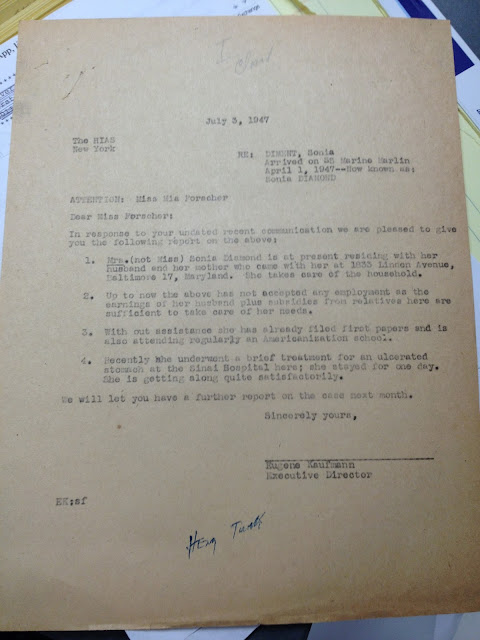 July 3, 1947
The HIAS
New York
RE: DIMENT, Sonia
Arrived on SS Marine Marlin
April 1, 1947--Now known as:
Sonia DIAMOND
ATTENTION: Miss Mia Forscher
Dear Miss Forscher:
In response to your undated recent communication we are pleased to give
you the following report on the above:
1. Mrs.(not Miss) Sonia Diamond is at present residing with her
husband and her mother who came with her at 1835 Linden Avenue,
Baltimore 17, Maryland. She takes care of the household.
2. Up to now the above has not accepted any employment as the
earnings of her husband plus subsidies from relatives here are
sufficient to take care of her needs.
3. With our assistance she has already filed first papers and is
also attending regularly an Americanization school.
4. Recently she underwent a brief treatment for an ulcerated
stomach at the Sinai Hospital here; she stayed for one day.
She is getting along quite satisfactorily.
We will let you have a further report on the case next month.
Sincerely yours,
Eugene Kaufmann
Executive Director
EK:sf